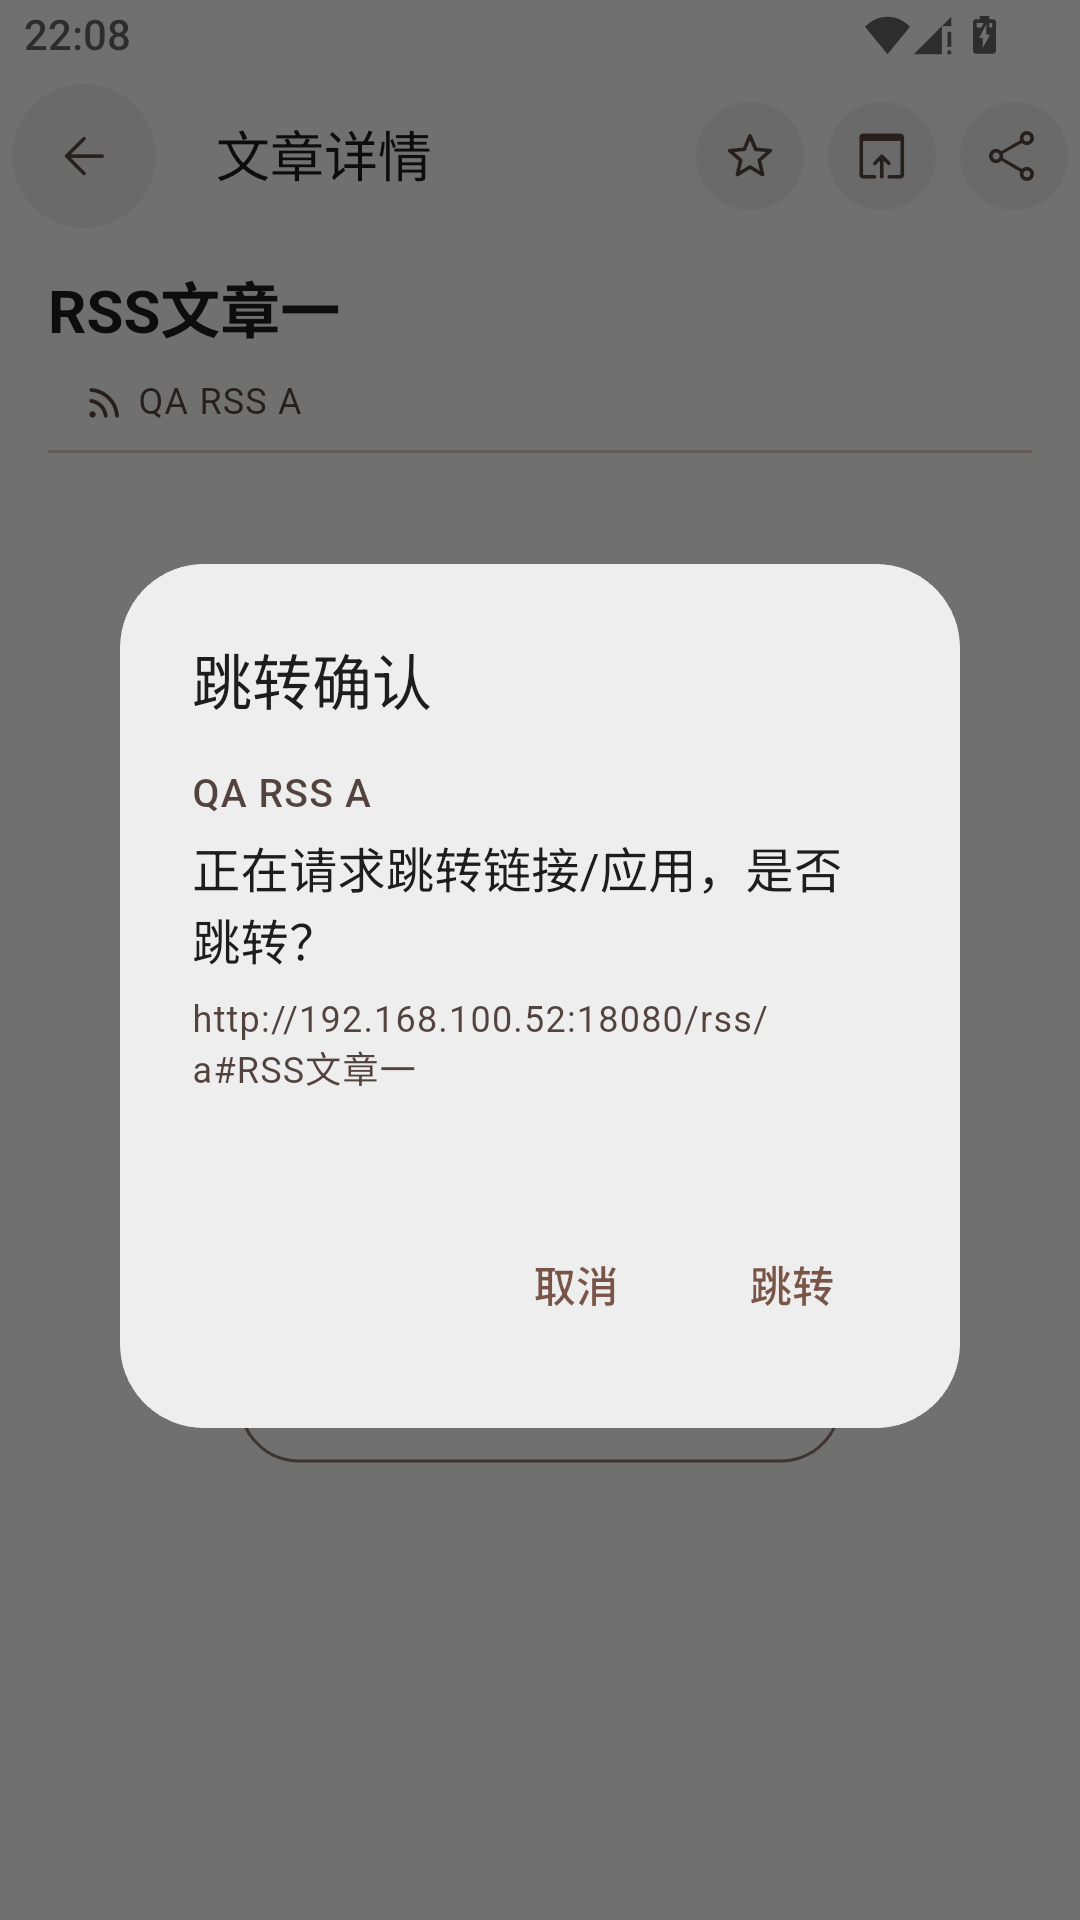 22:08
文章详情
RSS文章一
QA RSS A
跳转确认
QA RSS A
正在请求跳转链接/应用，是否
跳转？
http://192.168.100.52:18080/rss/
a#RSS文章一
取消
跳转